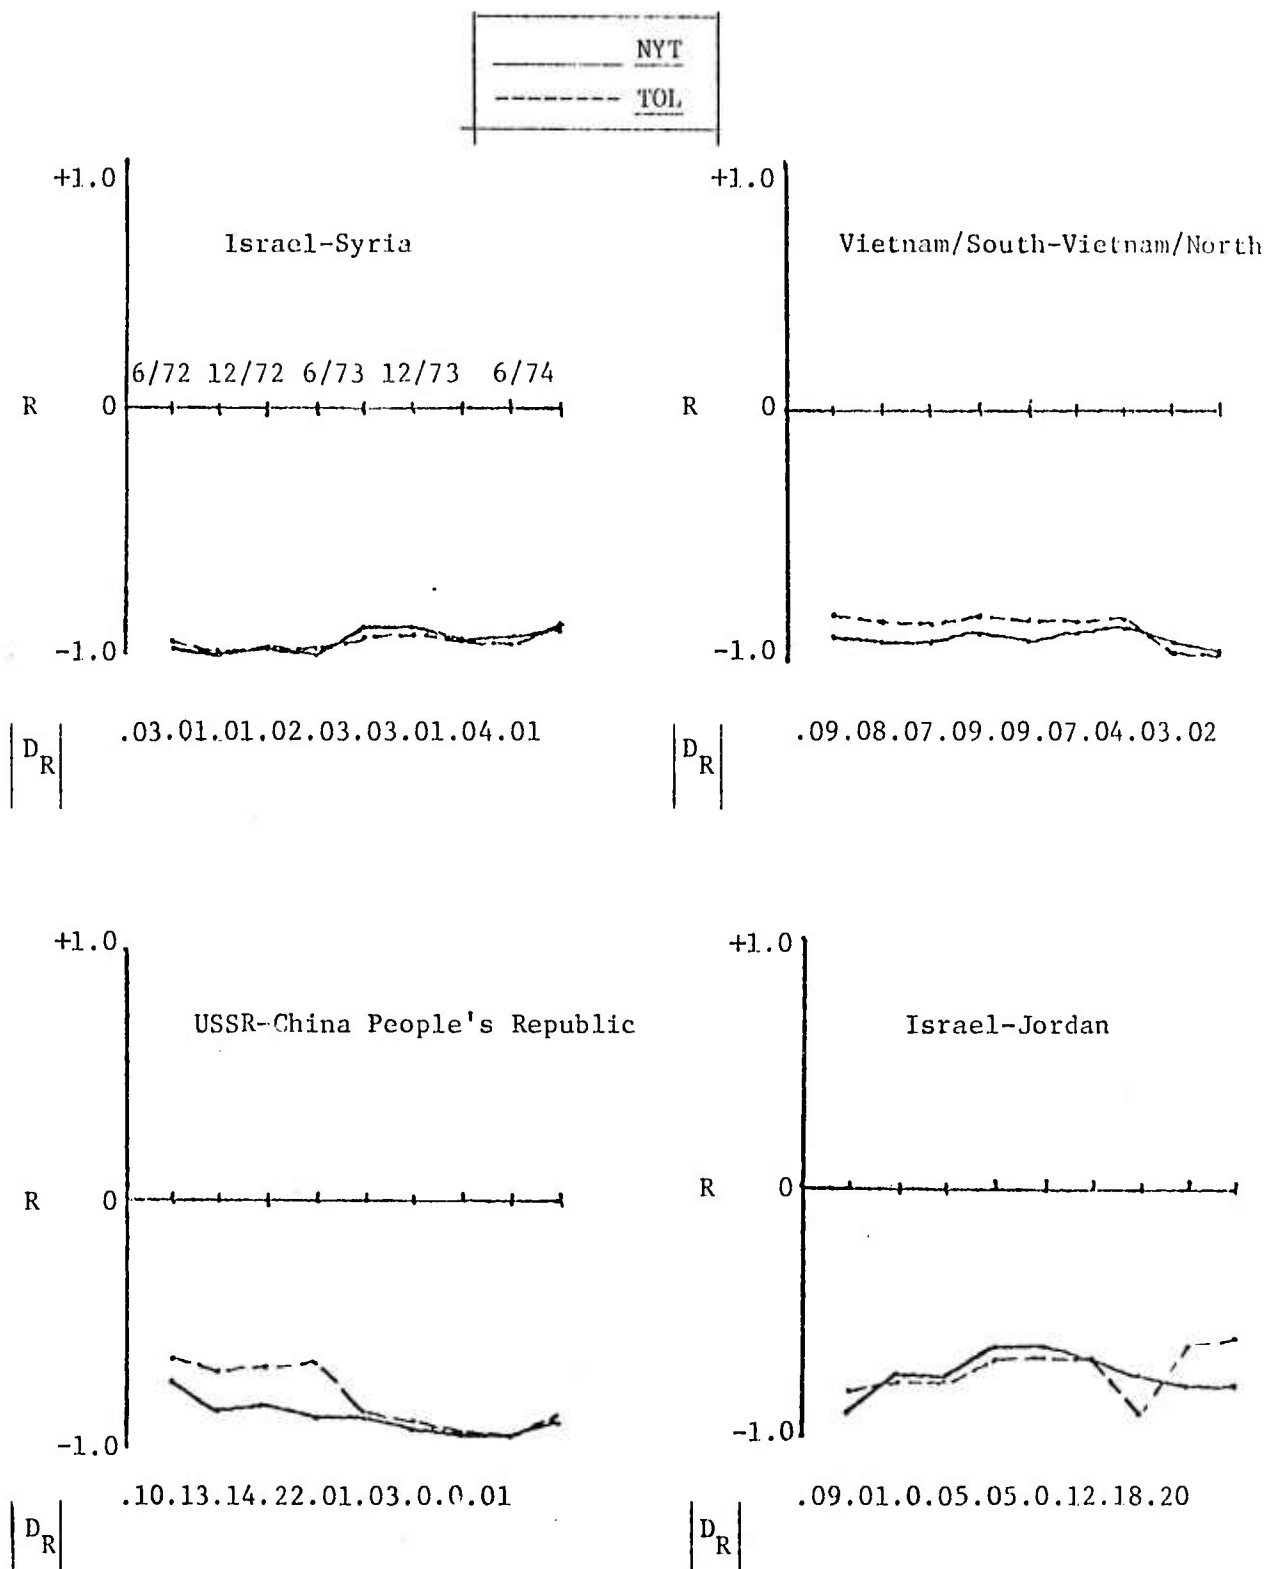 NYT
TOL
+1.0
Israel-Syria
6/72 12/72 6/73 12/73 6/74
R 0
-1.0
|D_R| .03.01.01.02.03.03.01.04.01
+1.0
Vietnam/South-Vietnam/North
R 0
-1.0
|D_R| .09.08.07.09.09.07.04.03.02
+1.0
USSR-China People's Republic
R 0
-1.0
|D_R| .10.13.14.22.01.03.0.0.01
+1.0
Israel-Jordan
R 0
-1.0
|D_R| .09.01.0.05.05.0.12.18.20